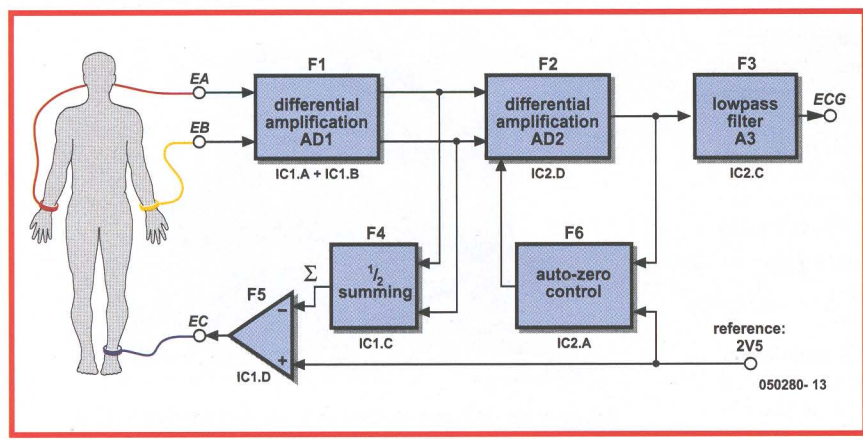 EA
EB
F1
differential
amplification
AD1
IC1.A + IC1.B
F2
differential
amplification
AD2
IC2.D
F3
lowpass
filter
A3
IC2.C
ECG
F4
1/2
summing
IC1.C
Σ
F5
−
+
IC1.D
EC
F6
auto-zero
control
IC2.A
reference:
2V5
050280- 13